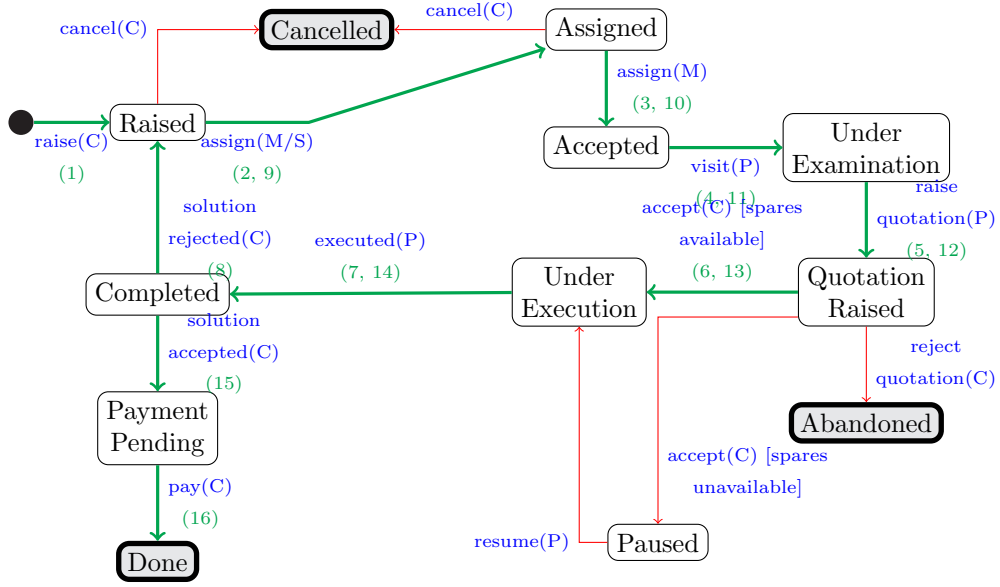 cancel(C)
Cancelled
cancel(C)
Assigned
raise(C)
(1)
Raised
assign(M/S)
(2, 9)
assign(M)
(3, 10)
Accepted
visit(P)
(4, 11)
Under
Examination
raise
quotation(P)
(5, 12)
solution
rejected(C)
(8)
executed(P)
(7, 14)
accept(C) [spares
available]
(6, 13)
Completed
Under
Execution
Quotation
Raised
solution
accepted(C)
(15)
reject
quotation(C)
Payment
Pending
Abandoned
accept(C) [spares
unavailable]
pay(C)
(16)
resume(P)
Paused
Done